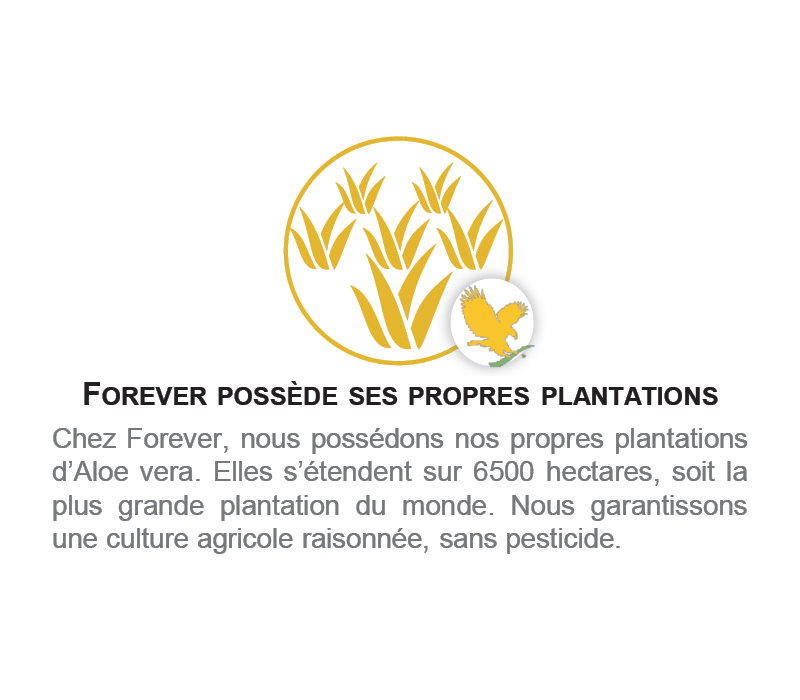 Forever possède ses propres plantations
Chez Forever, nous possédons nos propres plantations
d’Aloe vera. Elles s’étendent sur 6500 hectares, soit la
plus grande plantation du monde. Nous garantissons
une culture agricole raisonnée, sans pesticide.